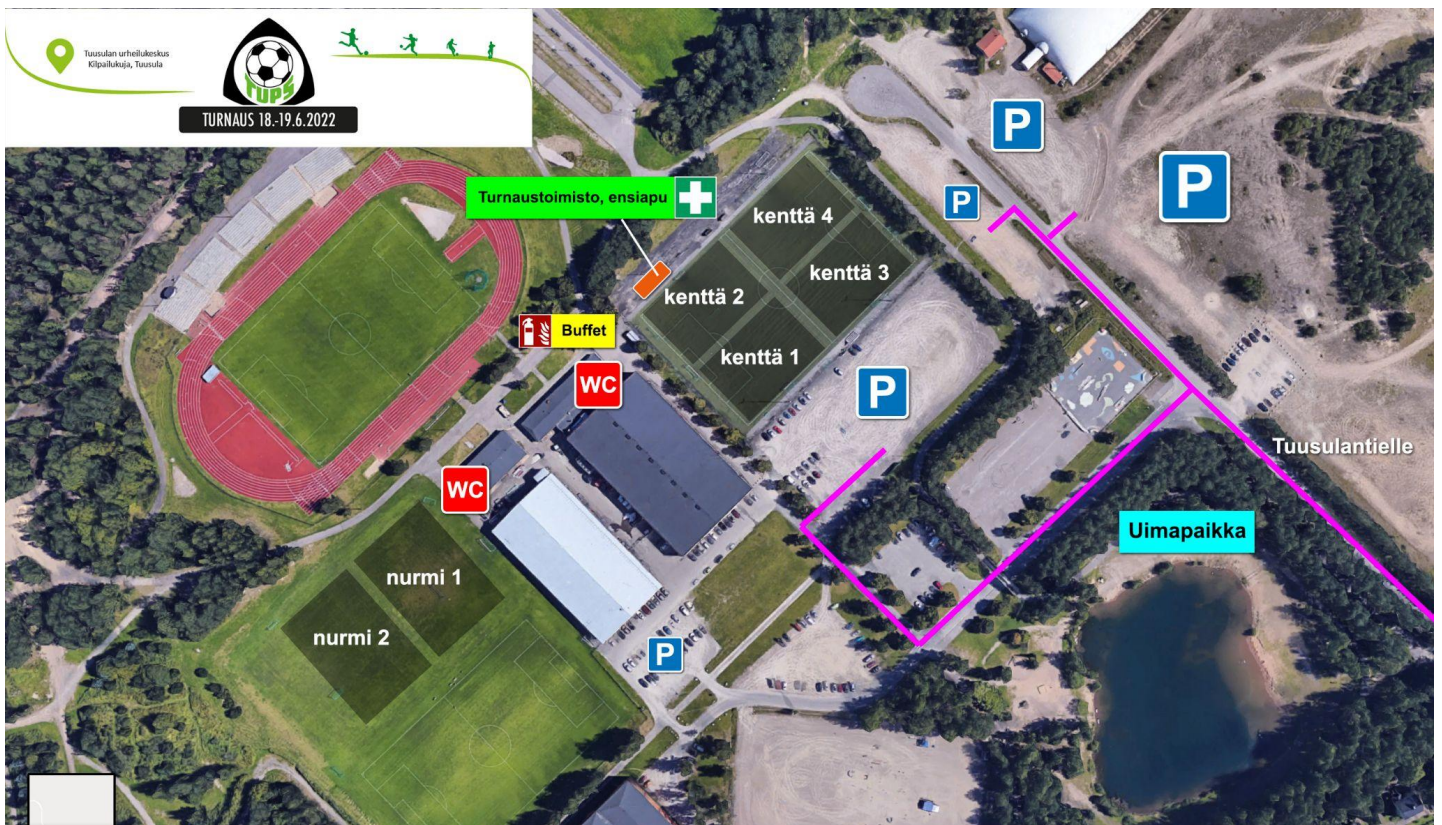 Tuusulan urheilukeskus
Kilpailukuja, Tuusula
TUPS
TURNAUS 18.-19.6.2022
P
P
P
Turnaustoimisto, ensiapu
kenttä 4
kenttä 3
kenttä 2
kenttä 1
Buffet
WC
P
WC
Tuusulantielle
Uimapaikka
nurmi 1
nurmi 2
P